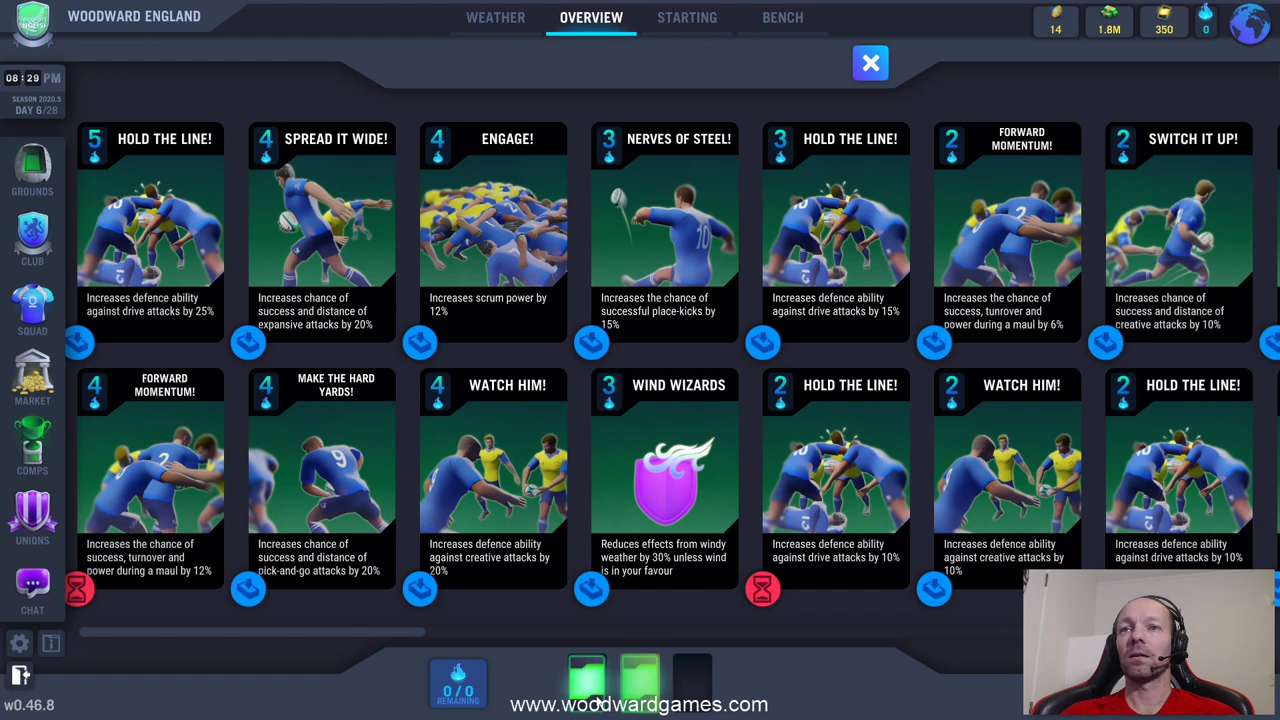 WOODWARD ENGLAND
WEATHER
OVERVIEW
STARTING
BENCH
14
1.8M
350
0
08:29 PM
SEASON 2020.5
DAY 6/28
GROUNDS
CLUB
SQUAD
MARKET
COMPS
UNIONS
CHAT
w0.46.8
5 HOLD THE LINE!
Increases defence ability
against drive attacks by 25%
4 SPREAD IT WIDE!
Increases chance of
success and distance of
expansive attacks by 20%
4 ENGAGE!
Increases scrum power by
12%
3 NERVES OF STEEL!
10
Increases the chance of
successful place-kicks by
15%
3 HOLD THE LINE!
Increases defence ability
against drive attacks by 15%
2 FORWARD
MOMENTUM!
2
Increases the chance of
success, tunrover and
power during a maul by 6%
2 SWITCH IT UP!
Increases chance of
success and distance of
creative attacks by 10%
4 FORWARD
MOMENTUM!
2
Increases the chance of
success, turnover and
power during a maul by 12%
4 MAKE THE HARD
YARDS!
9
Increases chance of
success and distance of
pick-and-go attacks by 20%
4 WATCH HIM!
Increases defence ability
against creative attacks by
20%
3 WIND WIZARDS
Reduces effects from windy
weather by 30% unless wind
is in your favour
2 HOLD THE LINE!
Increases defence ability
against drive attacks by 10%
2 WATCH HIM!
Increases defence ability
against creative attacks by
10%
2 HOLD THE LINE!
Increases defence ability
against drive attacks by 10%
0 / 0
REMAINING
www.woodwardgames.com